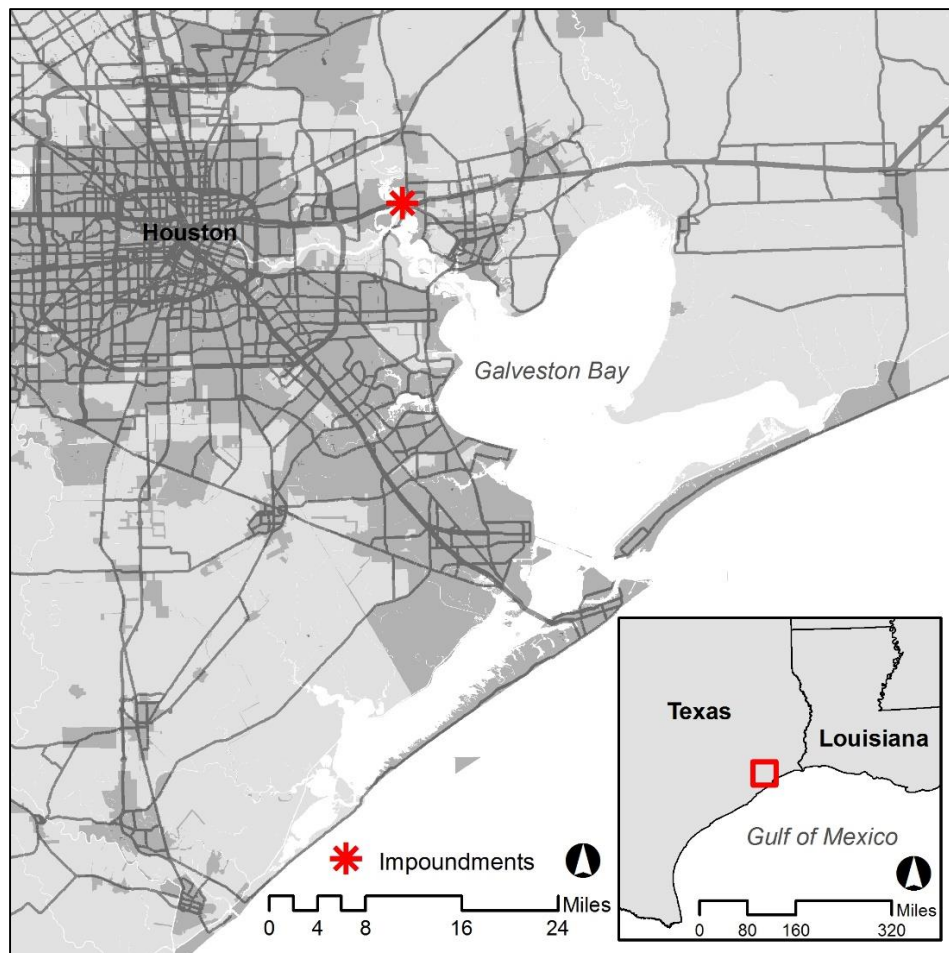 Houston
Galveston Bay
Impoundments
Miles
0 4 8 16 24
Texas
Louisiana
Gulf of Mexico
Miles
0 80 160 320